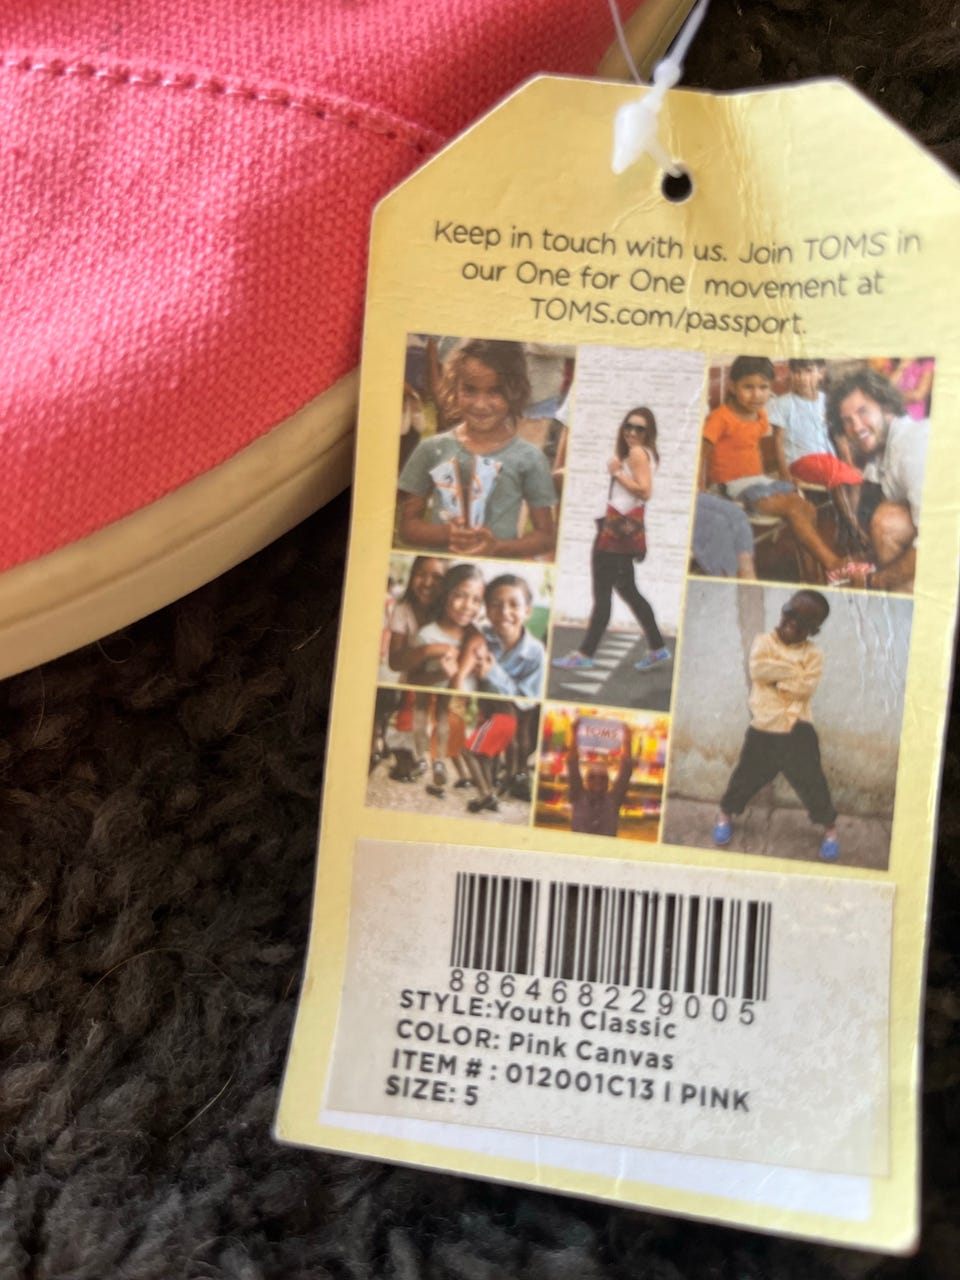 Keep in touch with us. Join TOMS in
our One for One movement at
TOMS.com/passport.
TOMS
886468229005
STYLE:Youth Classic
COLOR: Pink Canvas
ITEM # : 012001C13 I PINK
SIZE: 5